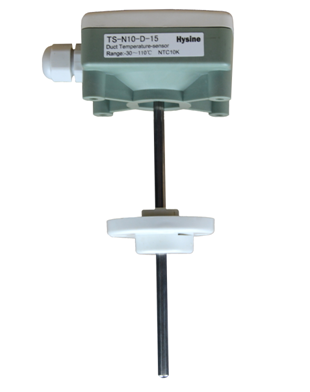 TS-N10-D-15 Hysine
Duct Temperature-sensor
Range:-30~110℃ NTC10K